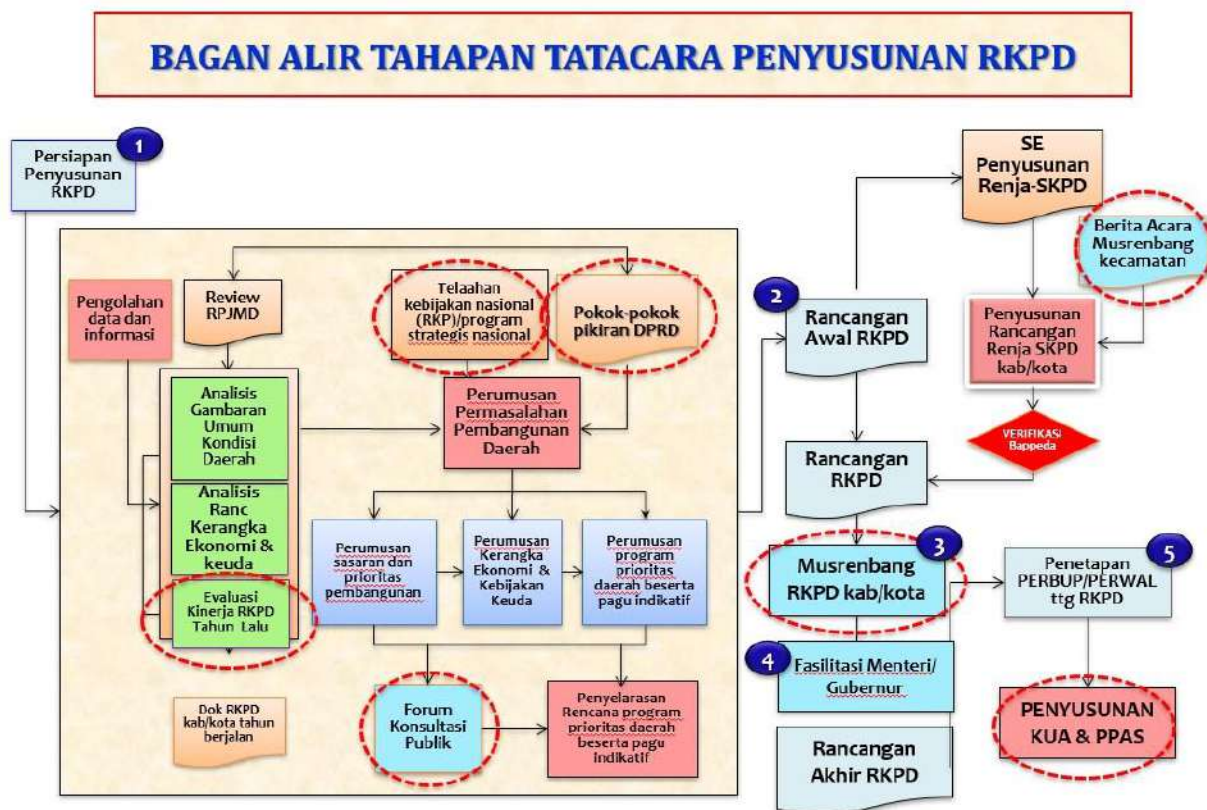 BAGAN ALIR TAHAPAN TATACARA PENYUSUNAN RKPD
1
Persiapan
Penyusunan
RKPD
Pengolahan
data dan
informasi
Review
RPJMD
Telaahan
kebijakan nasional
(RKP)/program
strategis nasional
Pokok-pokok
pikiran DPRD
Analisis
Gambaran
Umum
Kondisi
Daerah
Analisis
Ranc
Kerangka
Ekonomi &
keuda
Evaluasi
Kinerja RKPD
Tahun Lalu
Perumusan
Permasalahan
Pembangunan
Daerah
Perumusan
sasaran dan
prioritas
pembangunan
Perumusan
Kerangka
Ekonomi &
Kebijakan
Keuda
Perumusan
program
prioritas
daerah beserta
pagu indikatif
Dok RKPD
kab/kota tahun
berjalan
Forum
Konsultasi
Publik
Penyelarasan
Rencana program
prioritas daerah
beserta pagu
indikatif
2
Rancangan
Awal RKPD
SE
Penyusunan
Renja-SKPD
Berita Acara
Musrenbang
kecamatan
Penyusunan
Rancangan
Renja SKPD
kab/kota
VERIFIKASI
Bappeda
Rancangan
RKPD
3
Musrenbang
RKPD kab/kota
4
Fasilitasi Menteri/
Gubernur
Rancangan
Akhir RKPD
5
Penetapan
PERBUP/PERWAL
ttg RKPD
PENYUSUNAN
KUA & PPAS